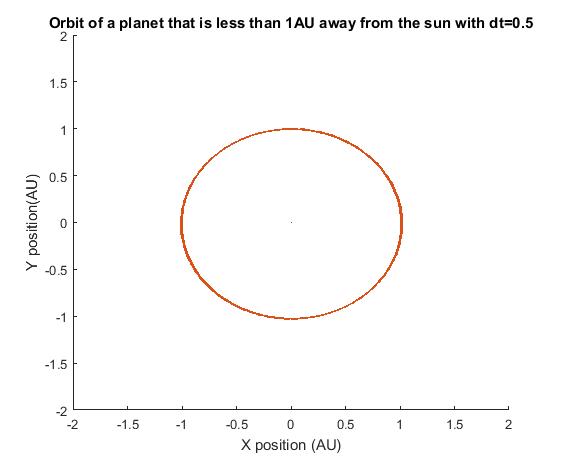 Orbit of a planet that is less than 1AU away from the sun with dt=0.5
2
1.5
1
0.5
0
-0.5
-1
-1.5
-2
Y position(AU)
-2 -1.5 -1 -0.5 0 0.5 1 1.5 2
X position (AU)